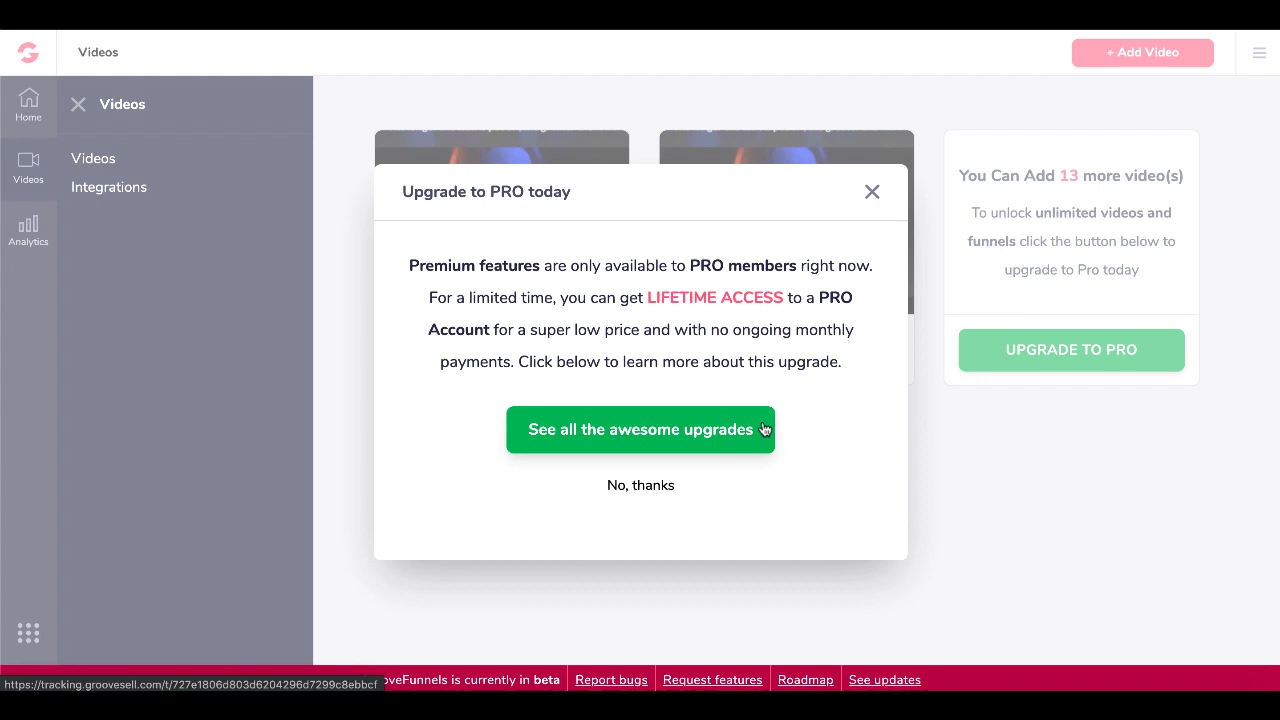 Videos
+ Add Video
Home
Videos
Analytics
Videos
Videos
Integrations
Upgrade to PRO today
Premium features are only available to PRO members right now.
For a limited time, you can get LIFETIME ACCESS to a PRO
Account for a super low price and with no ongoing monthly
payments. Click below to learn more about this upgrade.
See all the awesome upgrades
No, thanks
You Can Add 13 more video(s)
To unlock unlimited videos and
funnels click the button below to
upgrade to Pro today
UPGRADE TO PRO
https://tracking.groovesell.com/t/727e1806d803d6204296d7299c8ebbcf
ooveFunnels is currently in beta
Report bugs
Request features
Roadmap
See updates